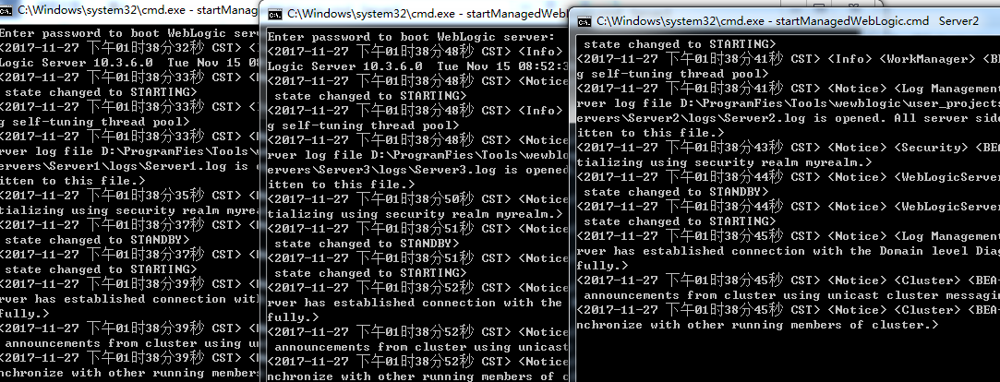 C:\Windows\system32\cmd.exe - startManagedWebL
Enter password to boot WebLogic serv
<2017-11-27 下午01时38分32秒 CST> <
Logic Server 10.3.6.0 Tue Nov 15 08
<2017-11-27 下午01时38分33秒 CST> <
state changed to STARTING>
<2017-11-27 下午01时38分33秒 CST> <
g self-tuning thread pool>
<2017-11-27 下午01时38分33秒 CST> <
rver log file D:\ProgramFies\Tools\w
ervers\Server1\logs\Server1.log is o
itten to this file.>
<2017-11-27 下午01时38分35秒 CST> <
tializing using security realm myrea
<2017-11-27 下午01时38分37秒 CST> <
state changed to STANDBY>
<2017-11-27 下午01时38分37秒 CST> <
state changed to STARTING>
<2017-11-27 下午01时38分39秒 CST> <
rver has established connection with
fully.>
<2017-11-27 下午01时38分39秒 CST> <
announcements from cluster using un
<2017-11-27 下午01时38分39秒 CST> <
nchronize with other running members
C:\Windows\system32\cmd.exe - startManagedWebLogic
Enter password to boot WebLogic server:
<2017-11-27 下午01时38分48秒 CST> <Info>
Logic Server 10.3.6.0 Tue Nov 15 08:52:3
<2017-11-27 下午01时38分48秒 CST> <Notice
state changed to STARTING>
<2017-11-27 下午01时38分48秒 CST> <Info>
g self-tuning thread pool>
<2017-11-27 下午01时38分48秒 CST> <Notice
rver log file D:\ProgramFies\Tools\wewblo
ervers\Server3\logs\Server3.log is opened
itten to this file.>
<2017-11-27 下午01时38分50秒 CST> <Notice
tializing using security realm myrealm.>
<2017-11-27 下午01时38分51秒 CST> <Notice
state changed to STANDBY>
<2017-11-27 下午01时38分51秒 CST> <Notice
state changed to STARTING>
<2017-11-27 下午01时38分52秒 CST> <Notice
rver has established connection with the
fully.>
<2017-11-27 下午01时38分52秒 CST> <Notice
announcements from cluster using unicast
<2017-11-27 下午01时38分52秒 CST> <Notice
nchronize with other running members of c
C:\Windows\system32\cmd.exe - startManagedWebLogic.cmd Server2
state changed to STARTING>
<2017-11-27 下午01时38分41秒 CST> <Info> <WorkManager> <BE
g self-tuning thread pool>
<2017-11-27 下午01时38分41秒 CST> <Notice> <Log Management
rver log file D:\ProgramFies\Tools\wewblogic\user_projects
ervers\Server2\logs\Server2.log is opened. All server side
itten to this file.>
<2017-11-27 下午01时38分43秒 CST> <Notice> <Security> <BEA
tializing using security realm myrealm.>
<2017-11-27 下午01时38分44秒 CST> <Notice> <WebLogicServer
state changed to STANDBY>
<2017-11-27 下午01时38分44秒 CST> <Notice> <WebLogicServer
state changed to STARTING>
<2017-11-27 下午01时38分45秒 CST> <Notice> <Log Management
rver has established connection with the Domain level Diag
fully.>
<2017-11-27 下午01时38分45秒 CST> <Notice> <Cluster> <BEA-
announcements from cluster using unicast cluster messaging
<2017-11-27 下午01时38分45秒 CST> <Notice> <Cluster> <BEA-
nchronize with other running members of cluster.>